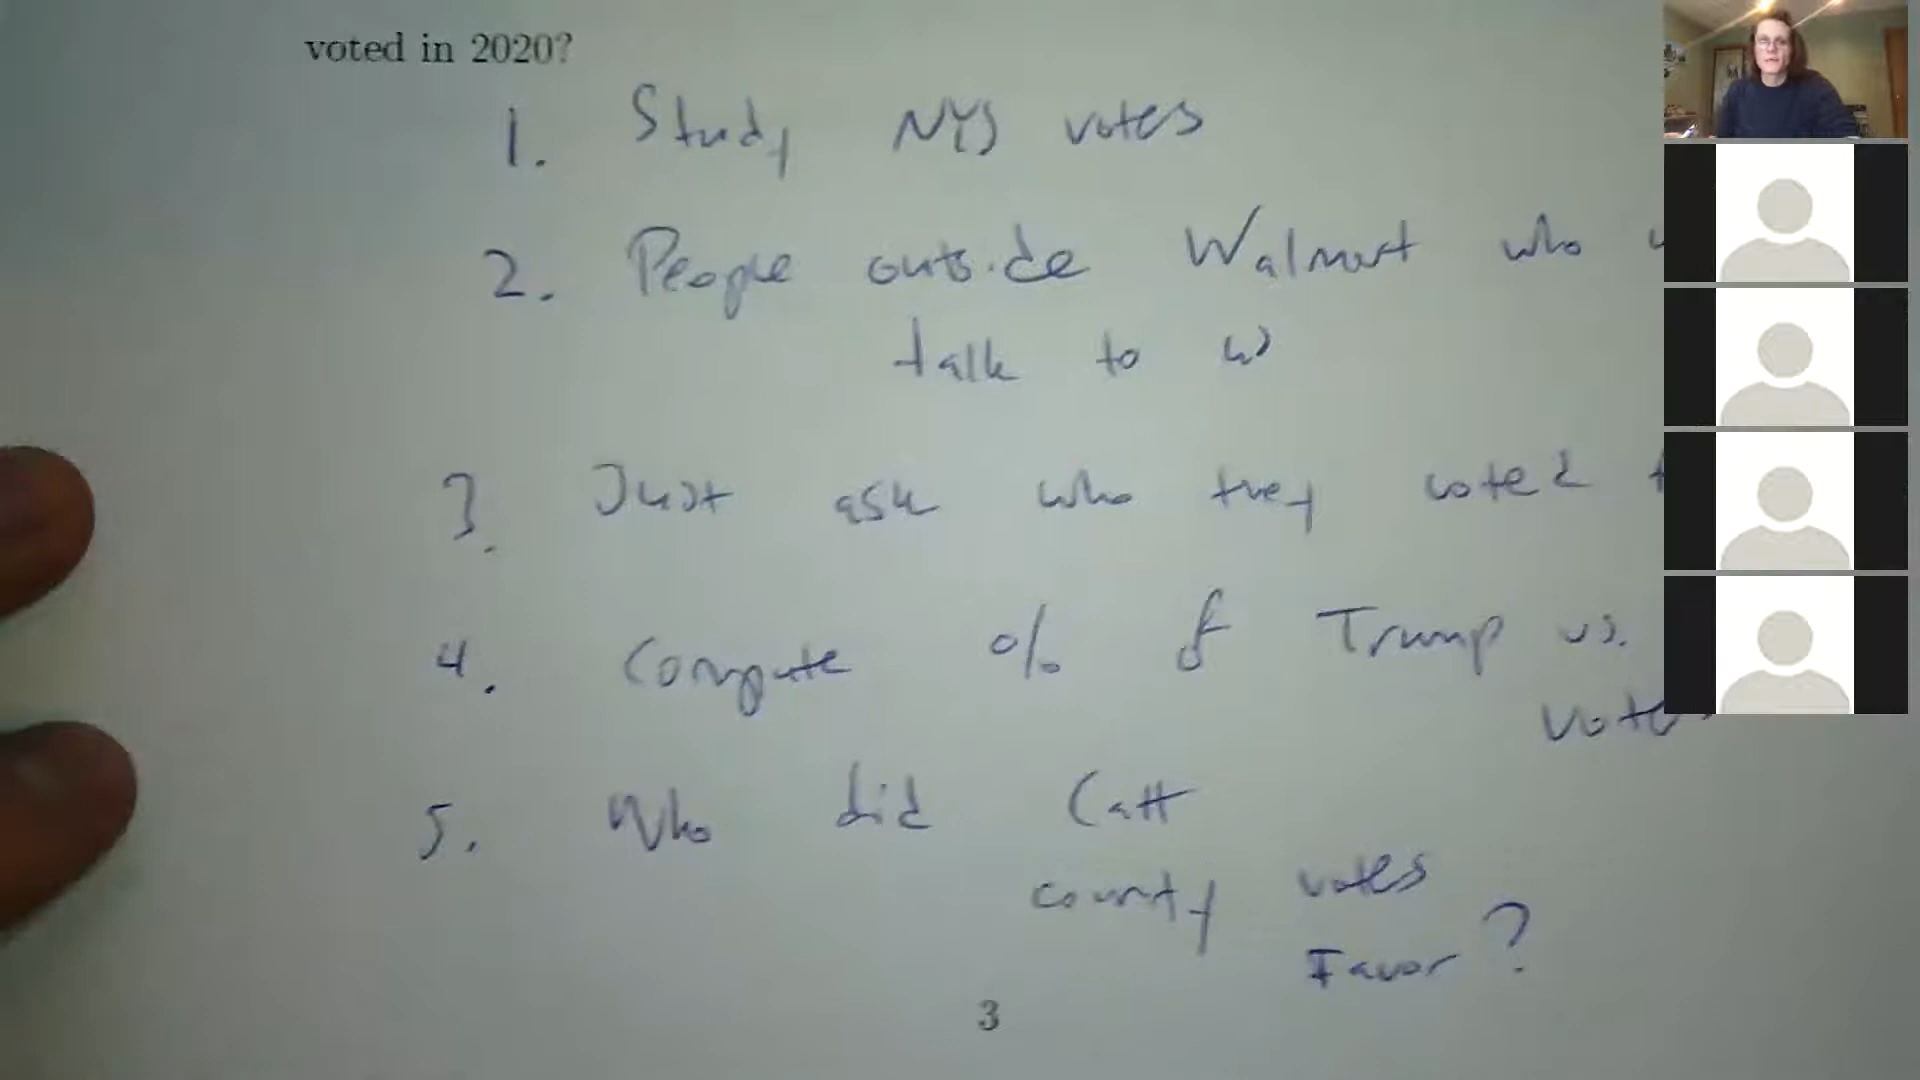 voted in 2020?
1. Study NYS votes
2. People outside Walmart who
talk to us
3. Just ask who they voted
4. Compute % of Trump vs.
votes
5. Who did Catt
county votes
Favor?
3